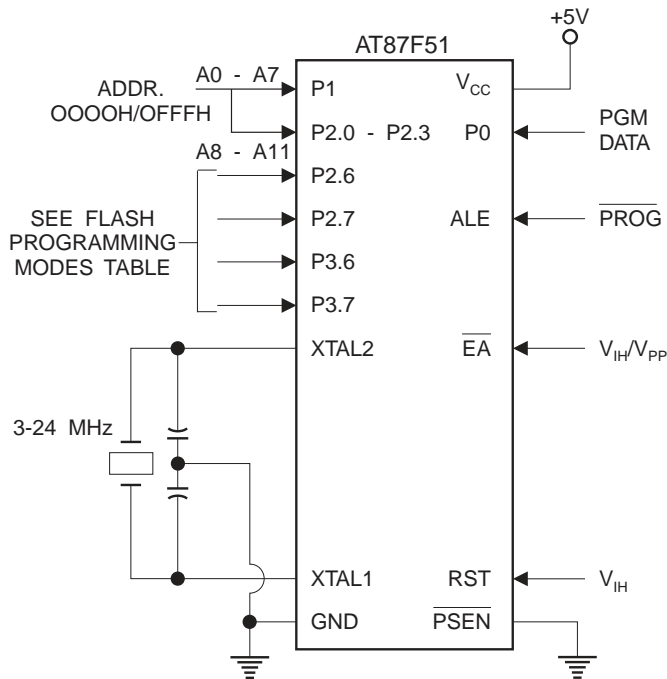 +5V
AT87F51
A0 - A7
ADDR.
OOOOH/OFFFH
P1
VCC
P2.0 - P2.3
P0
PGM
DATA
A8 - A11
P2.6
SEE FLASH
PROGRAMMING
MODES TABLE
P2.7
ALE
PROG
P3.6
P3.7
XTAL2
EA
VIH/VPP
3-24 MHz
XTAL1
RST
VIH
GND
PSEN